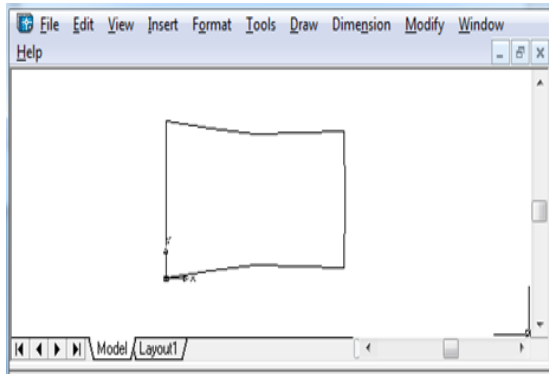 File Edit View Insert Format Tools Draw Dimension Modify Window
Help
Y
X
Model Layout1